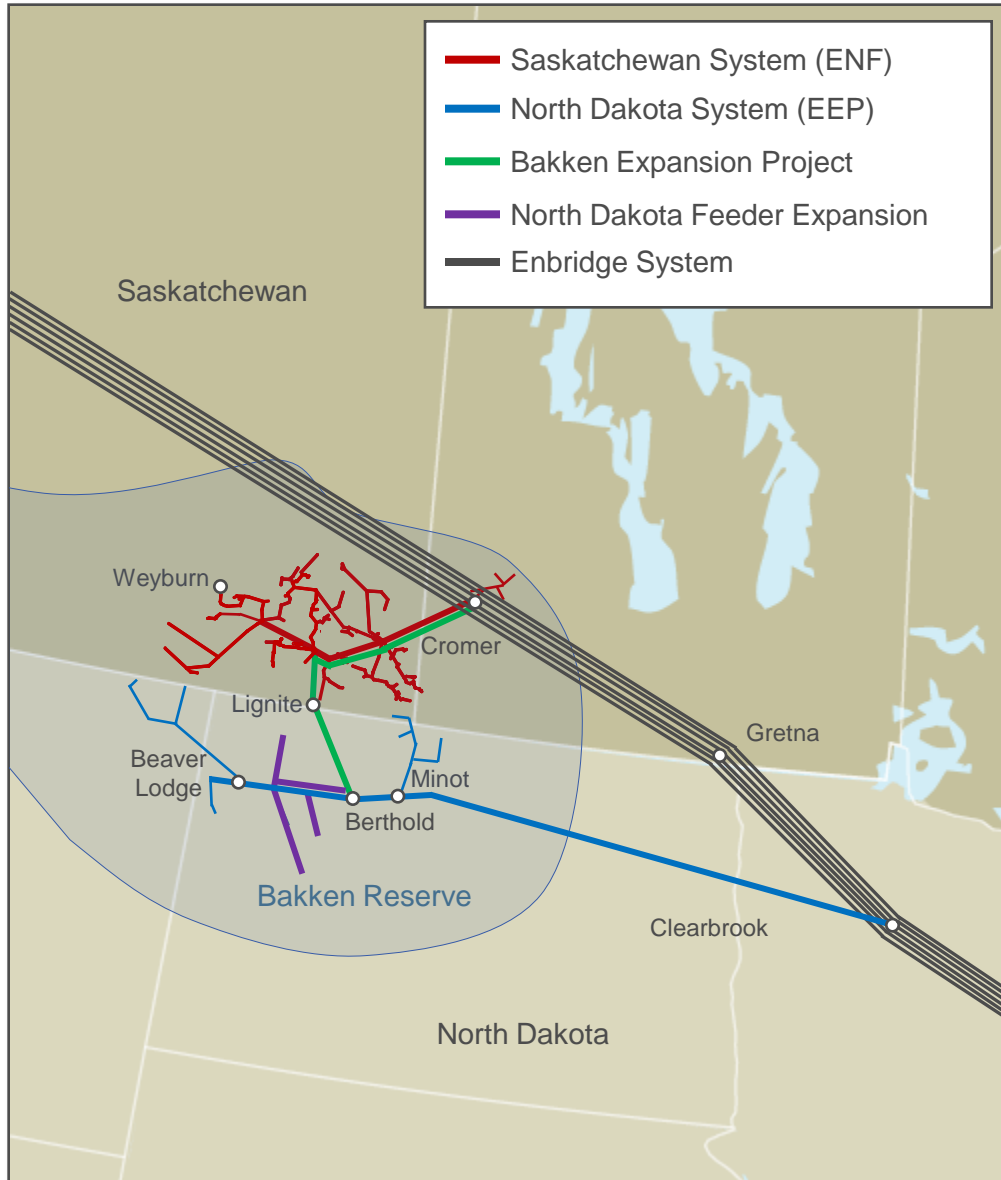 Saskatchewan System (ENF)
North Dakota System (EEP)
Bakken Expansion Project
North Dakota Feeder Expansion
Enbridge System
Saskatchewan
Weyburn
Cromer
Lignite
Gretna
Beaver
Lodge
Minot
Berthold
Bakken Reserve
Clearbrook
North Dakota